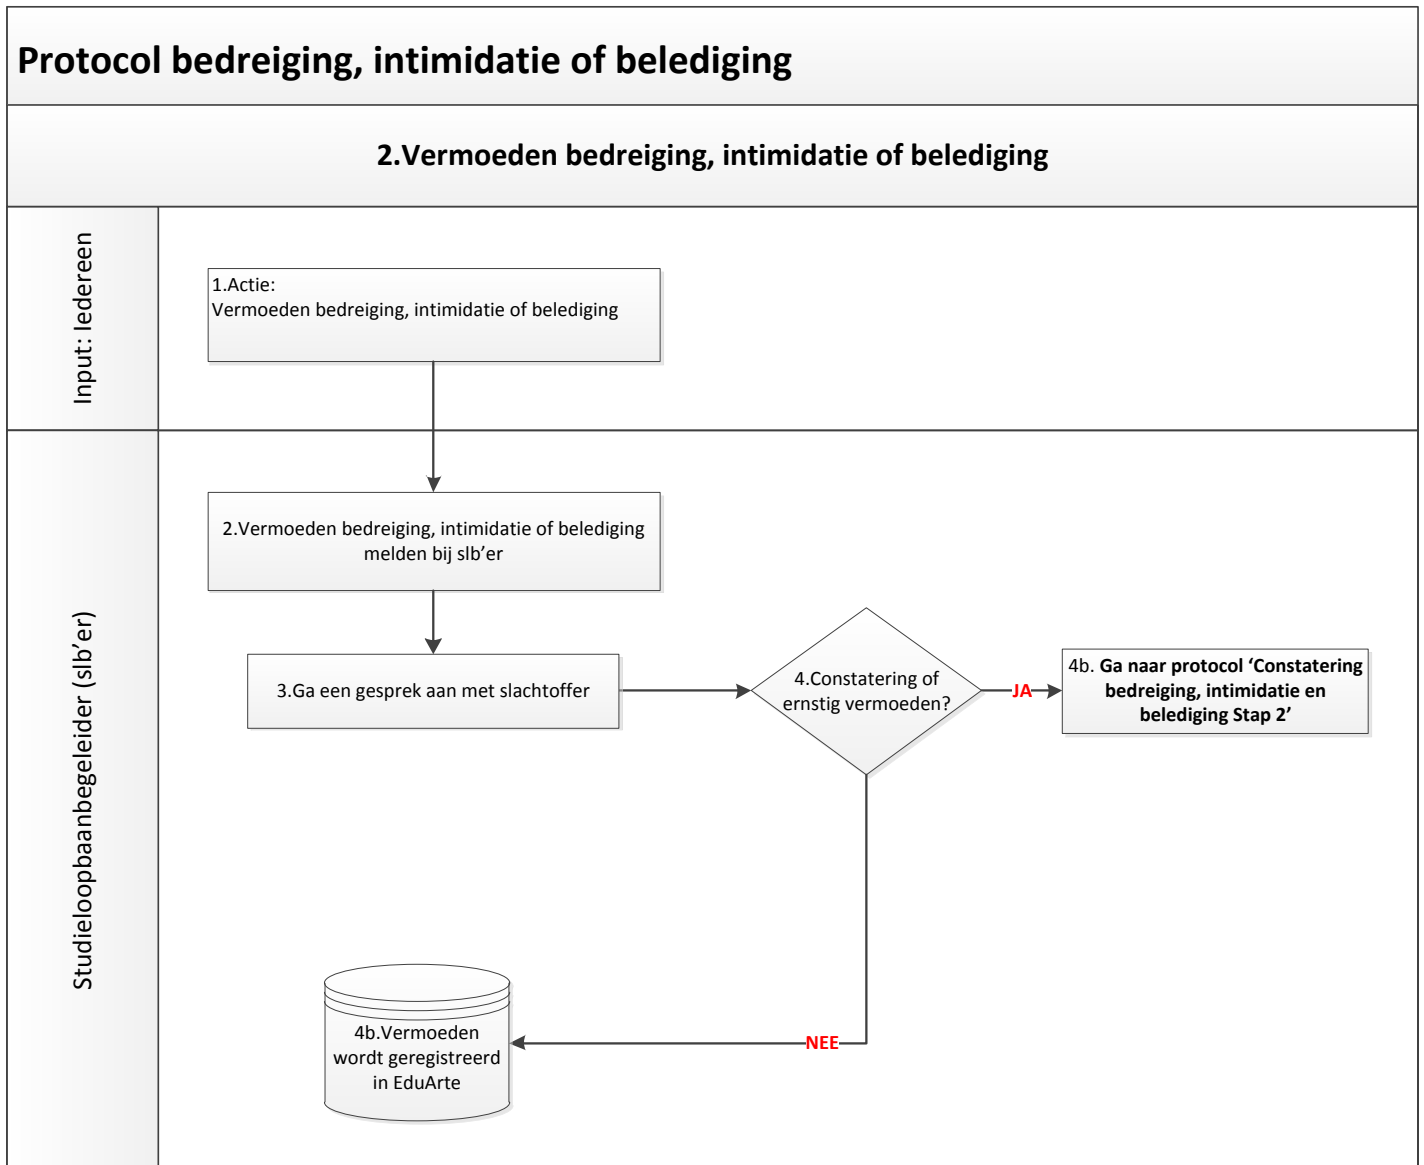 Protocol bedreiging, intimidatie of belediging
2.Vermoeden bedreiging, intimidatie of belediging
Input: Iedereen
1.Actie:
Vermoeden bedreiging, intimidatie of belediging
Studieloopbaanbegeleider (slb’er)
2.Vermoeden bedreiging, intimidatie of belediging
melden bij slb’er
3.Ga een gesprek aan met slachtoffer
4.Constatering of
ernstig vermoeden?
JA
4b. Ga naar protocol ‘Constatering
bedreiging, intimidatie en
belediging Stap 2’
NEE
4b.Vermoeden
wordt geregistreerd
in EduArte